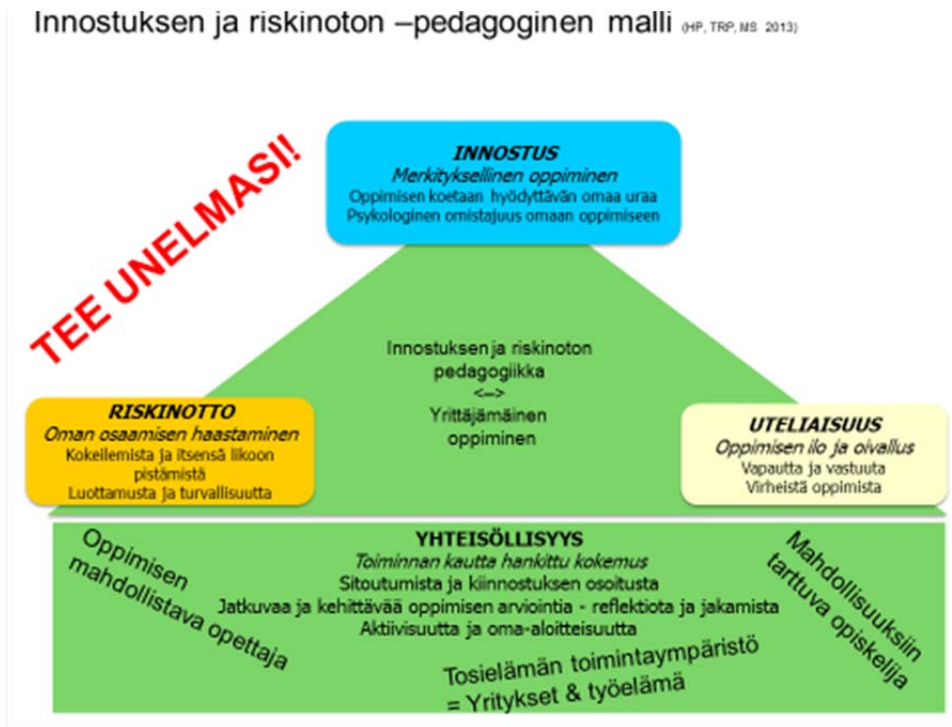 Innostuksen ja riskinoton –pedagoginen malli (HP, TRP, MS 2013)
TEE UNELMASI!
INNOSTUS
Merkityksellinen oppiminen
Oppimisen koetaan hyödyttävän omaa uraa
Psykologinen omistajuus omaan oppimiseen
Innostuksen ja riskinoton
pedagogiikka
<->
Yrittäjämäinen
oppiminen
RISKINOTTO
Oman osaamisen haastaminen
Kokeilemista ja itsensä likoon
pistämistä
Luottamusta ja turvallisuutta
UTELIAISUUS
Oppimisen ilo ja oivallus
Vapautta ja vastuuta
Virheistä oppimista
YHTEISÖLLISYYS
Toiminnan kautta hankittu kokemus
Sitoutumista ja kiinnostuksen osoitusta
Jatkuvaa ja kehittävää oppimisen arviointia - reflektiota ja jakamista
Aktiivisuutta ja oma-aloitteisuutta
Oppimisen
mahdollistava opettaja
Tosielämän toimintaympäristö
= Yritykset & työelämä
Mahdollisuuksiin
tarttuva opiskelija